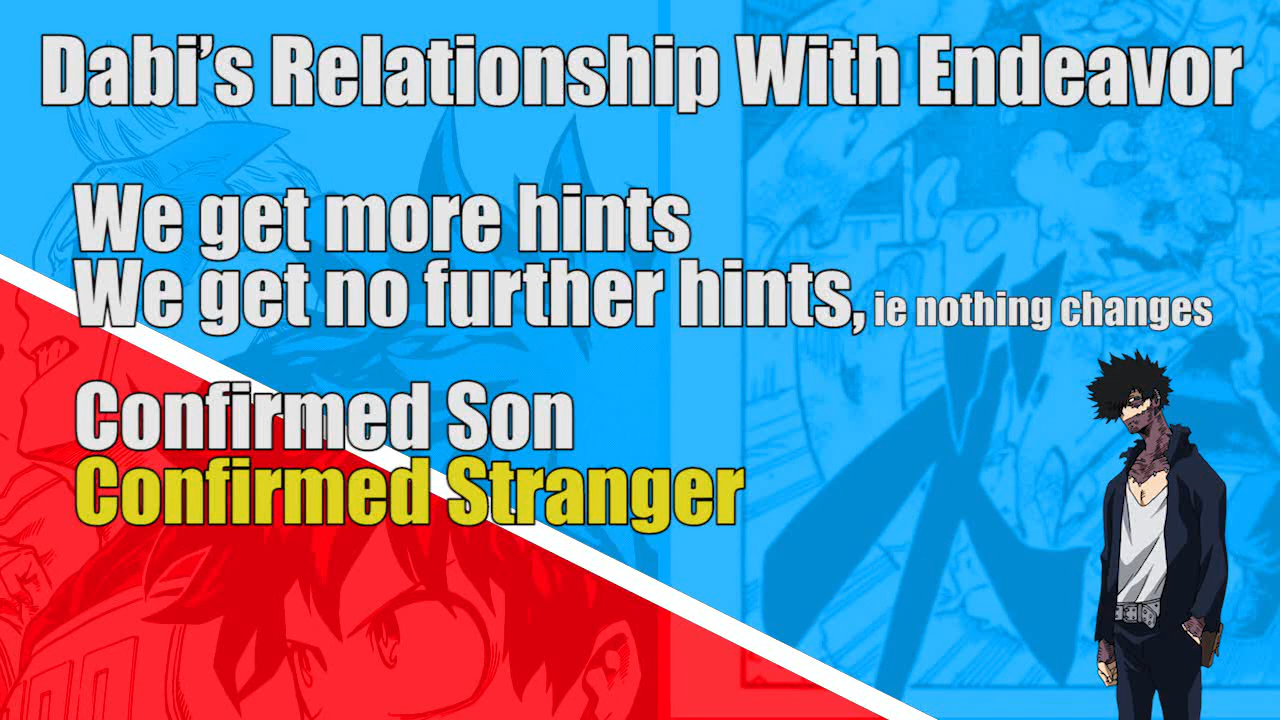 Dabi's Relationship With Endeavor
We get more hints
We get no further hints, ie nothing changes
Confirmed Son
Confirmed Stranger